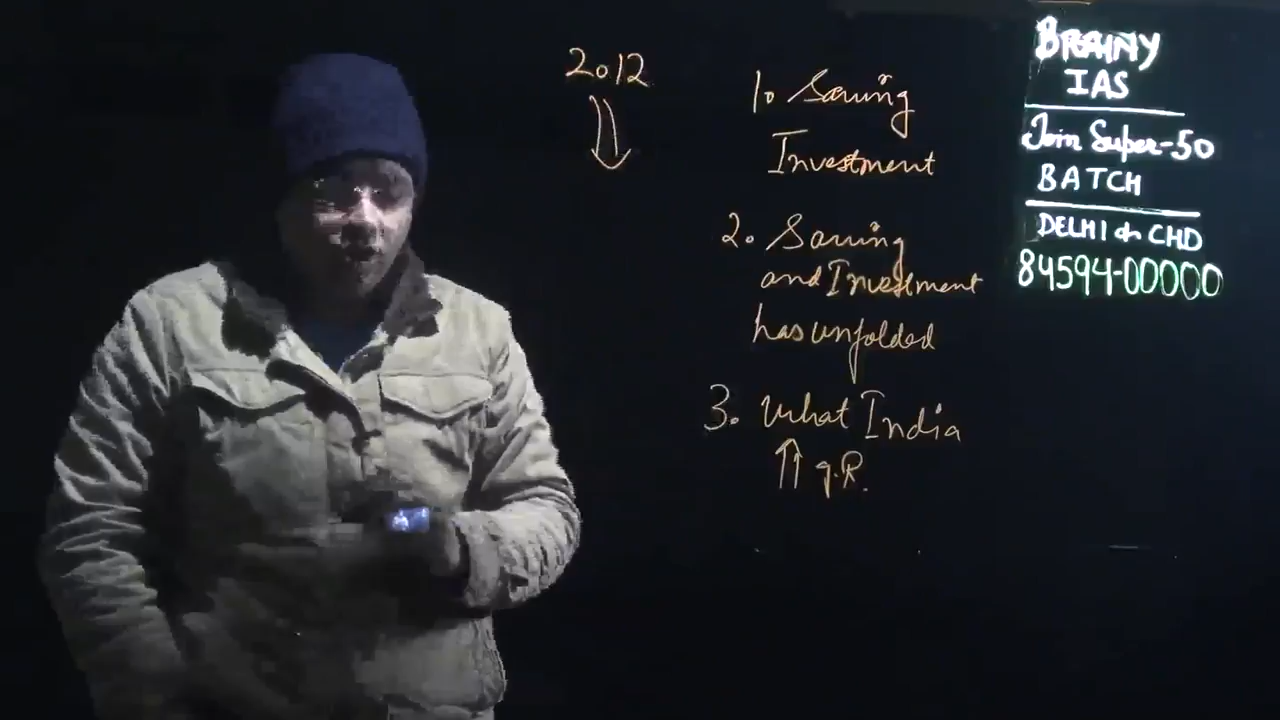 2012
1. Saving
Investment
2. Saving
and Investment
has unfolded
3. What India
g.R.
BRAINY
IAS
Join Super-50
BATCH
DELHI & CHD
84594-00000